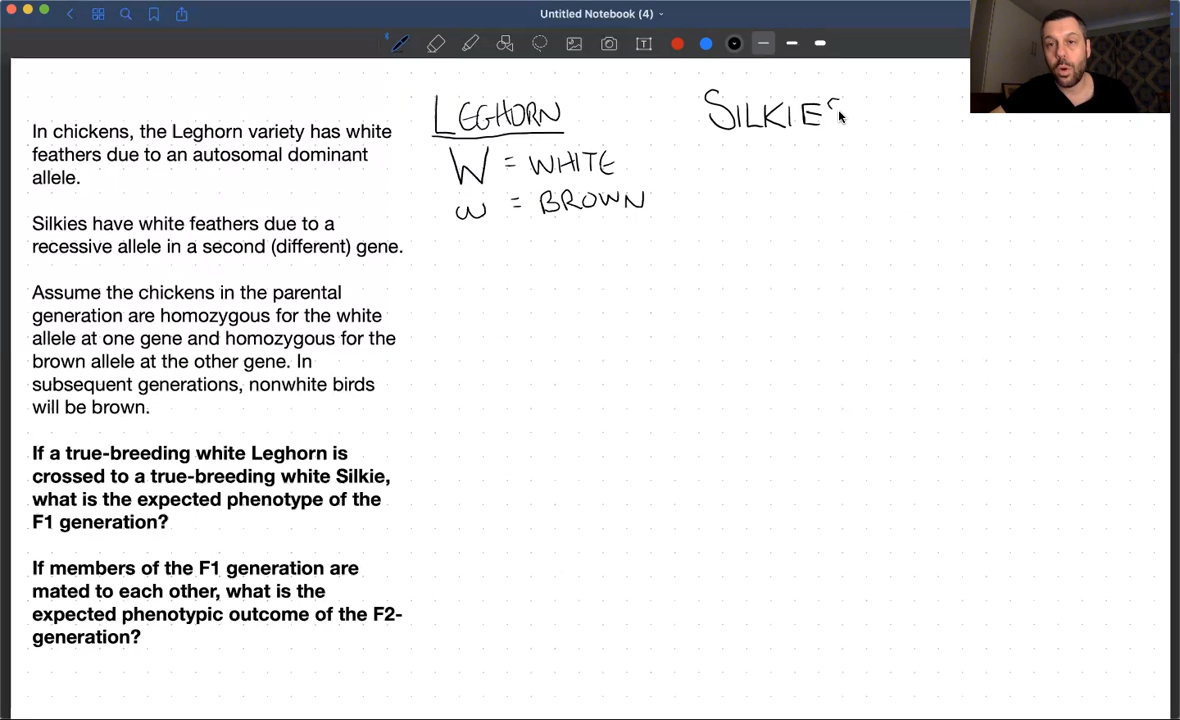 Untitled Notebook (4)
LEGHORN
SILKIES
W = WHITE
w = BROWN
In chickens, the Leghorn variety has white
feathers due to an autosomal dominant
allele.
Silkies have white feathers due to a
recessive allele in a second (different) gene.
Assume the chickens in the parental
generation are homozygous for the white
allele at one gene and homozygous for the
brown allele at the other gene. In
subsequent generations, nonwhite birds
will be brown.
If a true-breeding white Leghorn is
crossed to a true-breeding white Silkie,
what is the expected phenotype of the
F1 generation?
If members of the F1 generation are
mated to each other, what is the
expected phenotypic outcome of the F2-
generation?